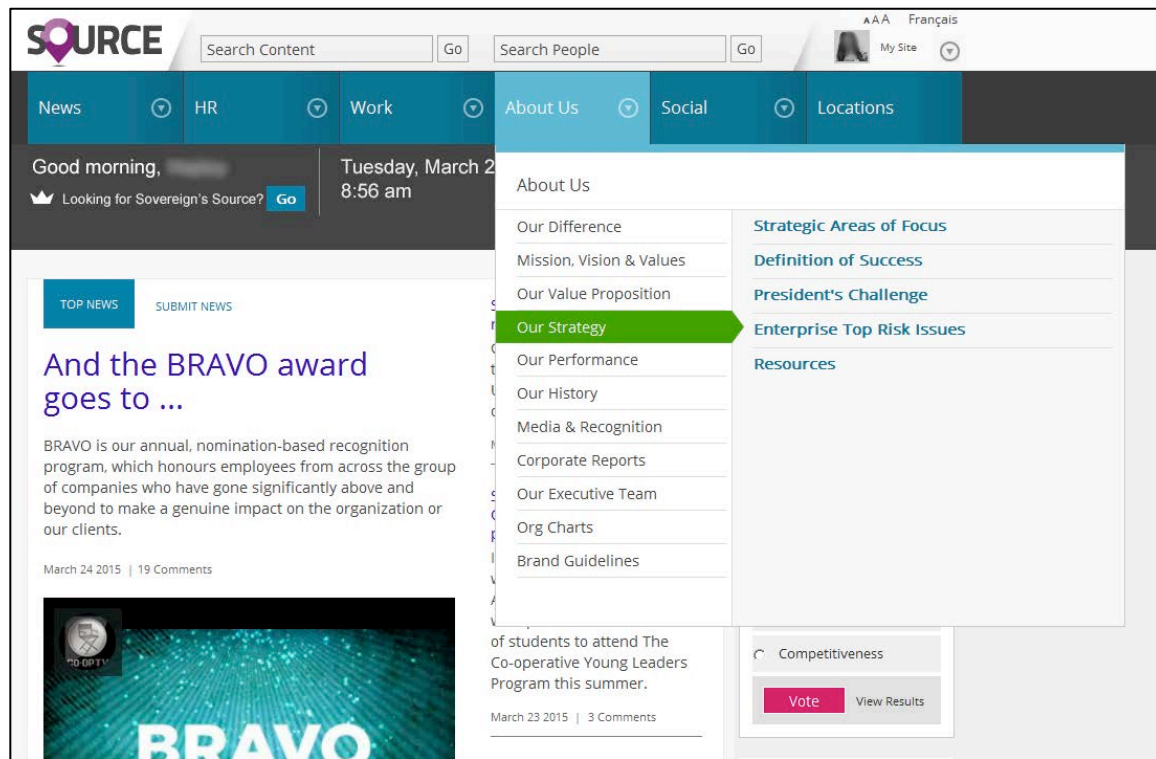 SOURCE
Search Content
Go
Search People
Go
A A A Français
My Site
News
HR
Work
About Us
Social
Locations
Good morning,
Looking for Sovereign's Source? Go
Tuesday, March 2
8:56 am
About Us
Our Difference
Mission, Vision & Values
Our Value Proposition
Our Strategy
Our Performance
Our History
Media & Recognition
Corporate Reports
Our Executive Team
Org Charts
Brand Guidelines
Strategic Areas of Focus
Definition of Success
President's Challenge
Enterprise Top Risk Issues
Resources
TOP NEWS
SUBMIT NEWS
And the BRAVO award
goes to ...
BRAVO is our annual, nomination-based recognition
program, which honours employees from across the group
of companies who have gone significantly above and
beyond to make a genuine impact on the organization or
our clients.
March 24 2015 | 19 Comments
CO-OPTV
BRAVO
of students to attend The
Co-operative Young Leaders
Program this summer.
March 23 2015 | 3 Comments
Competitiveness
Vote
View Results